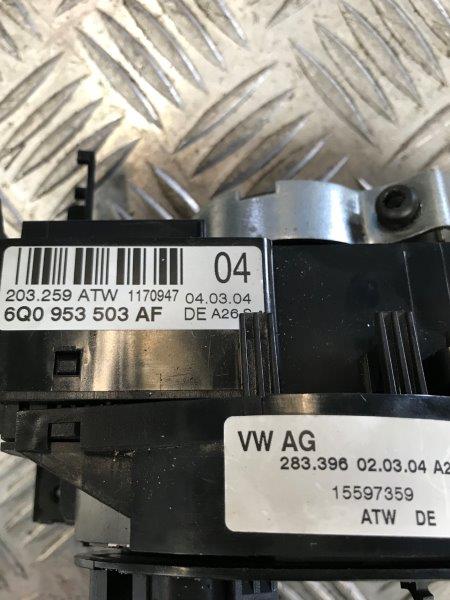 04
203.259 ATW 1170947 04.03.04
6Q0 953 503 AF DE A26
VW AG
283.396 02.03.04 A2
15597359
ATW DE